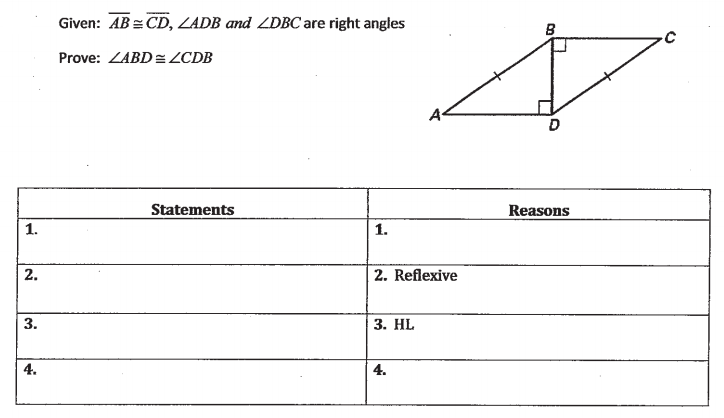 Given: AB ≅ CD, ∠ADB and ∠DBC are right angles
Prove: ∠ABD ≅ ∠CDB
B
C
A
D
Statements Reasons
1. 1.
2. 2. Reflexive
3. 3. HL
4. 4.